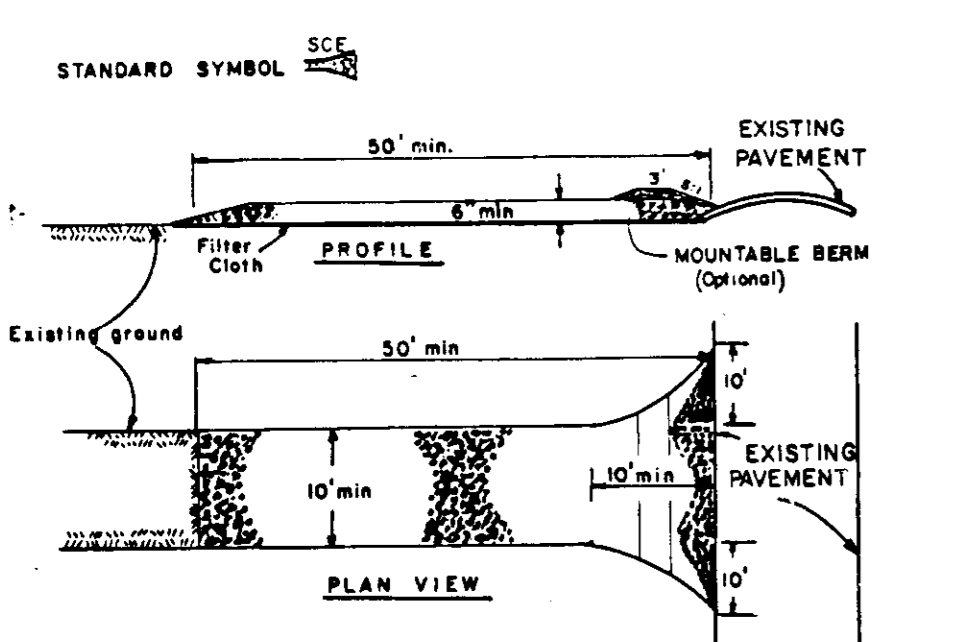 SCE
STANDARD SYMBOL
50' min.
EXISTING
PAVEMENT
3'
6" min
Filter
Cloth
PROFILE
MOUNTABLE BERM
(Optional)
Existing ground
50' min
10'
EXISTING
PAVEMENT
10' min
10' min
10'
PLAN VIEW